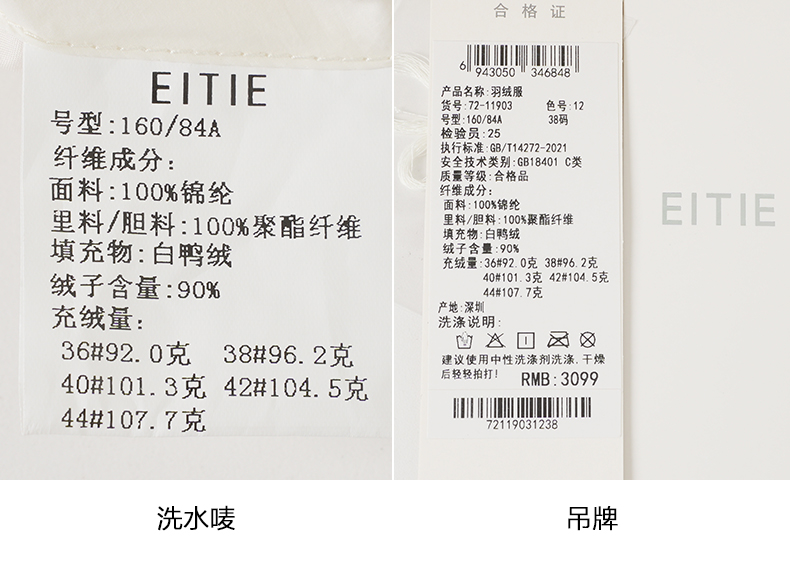 EITIE
号型:160/84A
纤维成分:
面料:100%锦纶
里料/胆料:100%聚酯纤维
填充物:白鸭绒
绒子含量:90%
充绒量:
36#92.0克 38#96.2克
40#101.3克 42#104.5克
44#107.7克
洗水唛
合格证
6 943050 346848
产品名称:羽绒服
货号:72-11903 色号:12
号型:160/84A 38码
检验员:25
执行标准:GB/T14272-2021
安全技术类别:GB18401 C类
质量等级:合格品
纤维成分:
面料:100%锦纶
里料/胆料:100%聚酯纤维
填充物:白鸭绒
绒子含量:90%
充绒量:36#92.0克 38#96.2克
40#101.3克 42#104.5克
44#107.7克
产地:深圳
洗涤说明:
建议使用中性洗涤剂洗涤.干燥
后轻轻拍打! RMB:3099
72119031238
EITIE
吊牌